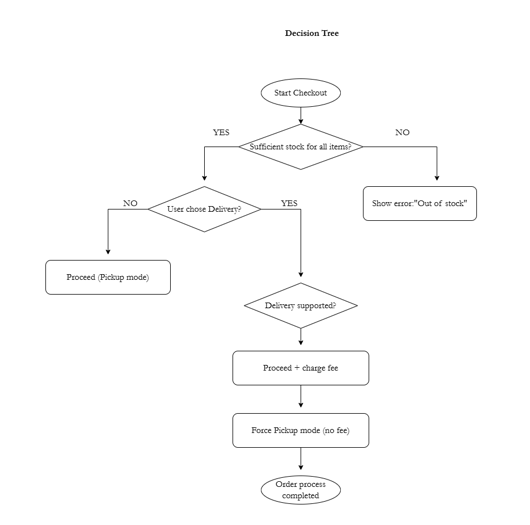 Decision Tree
Start Checkout
YES
NO
Sufficient stock for all items?
Show error:"Out of stock"
NO
User chose Delivery?
YES
Proceed (Pickup mode)
Delivery supported?
Proceed + charge fee
Force Pickup mode (no fee)
Order process
completed